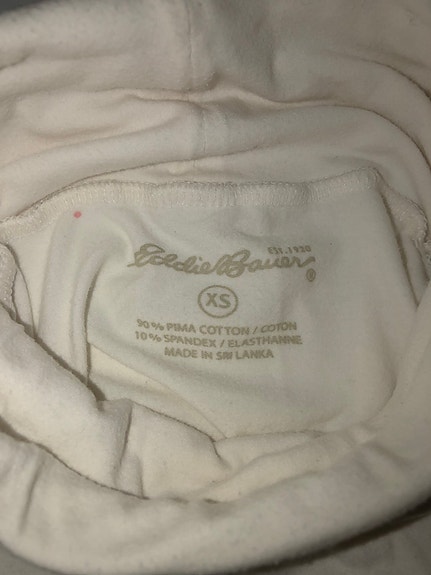 EST. 1920
Eddie Bauer®
XS
90% PIMA COTTON / COTON
10% SPANDEX / ELASTHANNE
MADE IN SRI LANKA